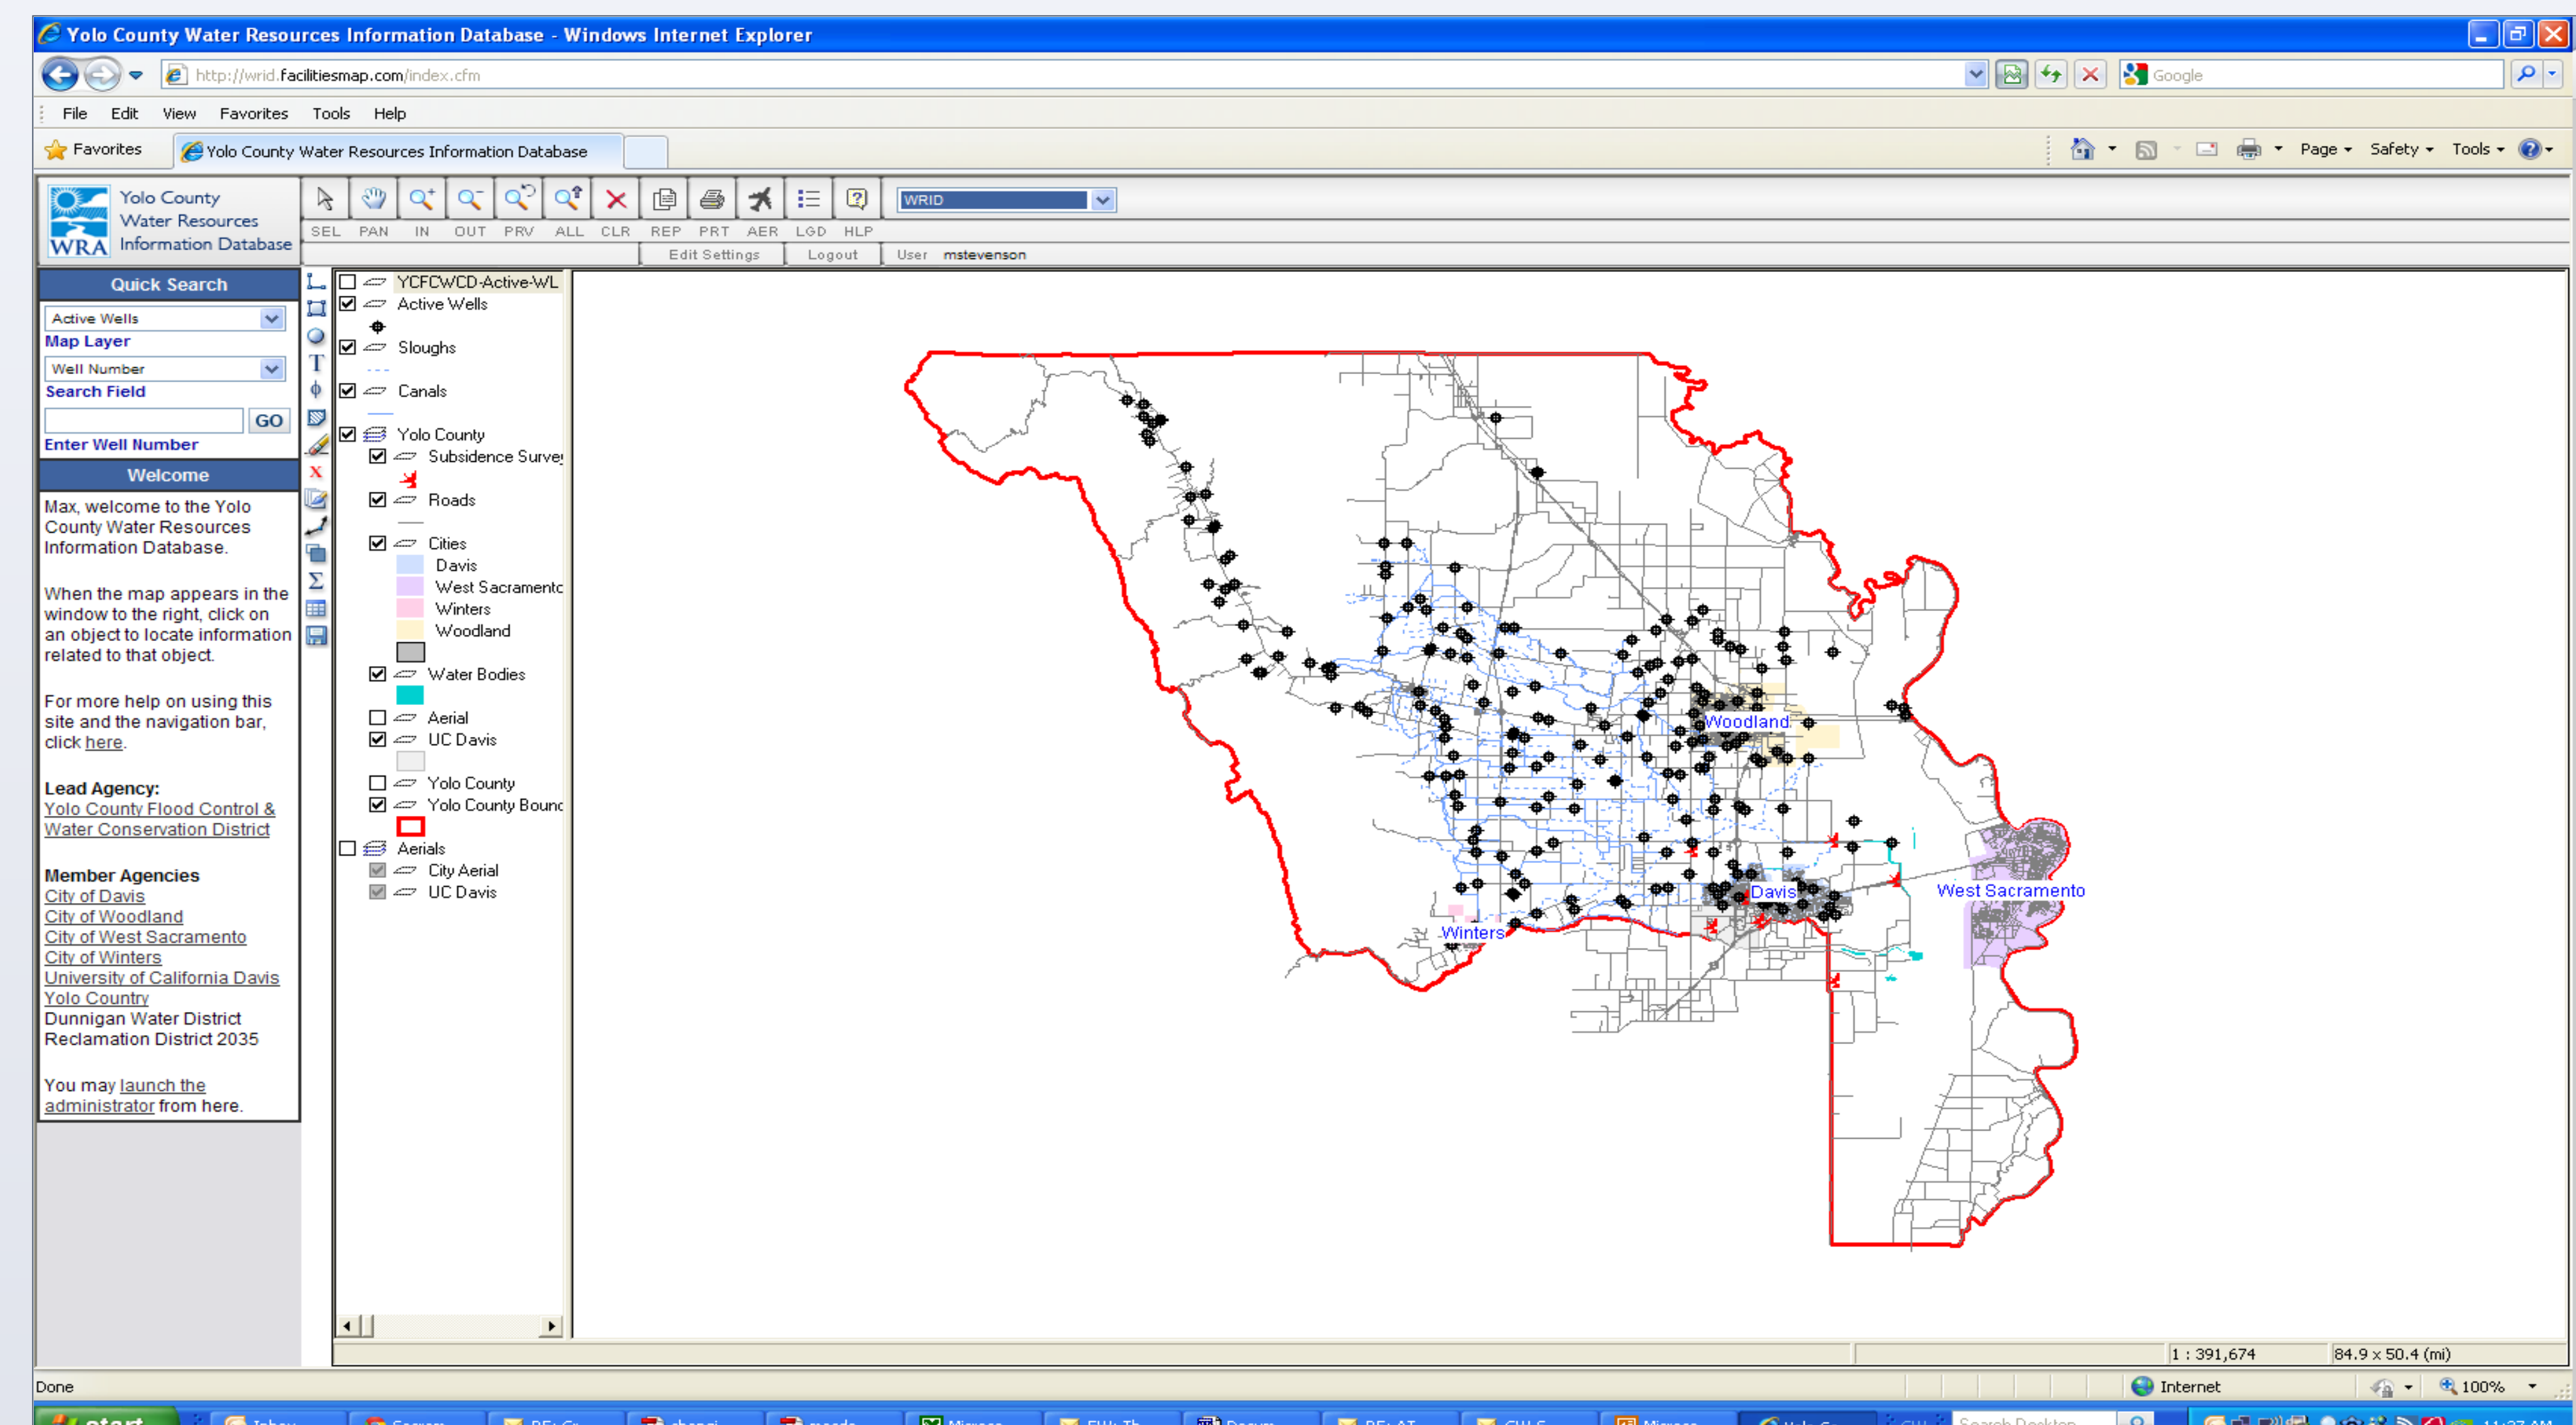 Yolo County Water Resources Information Database - Windows Internet Explorer
http://wrid.facilitiesmap.com/index.cfm
Google
File Edit View Favorites Tools Help
Favorites
Yolo County Water Resources Information Database
Page Safety Tools
WRA
Yolo County
Water Resources
Information Database
WRID
SEL PAN IN OUT PRV ALL CLR REP PRT AER LGD HLP
Edit Settings Logout User mstevenson
Quick Search
Active Wells
Map Layer
Well Number
Search Field
GO
Enter Well Number
Welcome
Max, welcome to the Yolo
County Water Resources
Information Database.
When the map appears in the
window to the right, click on
an object to locate information
related to that object.
For more help on using this
site and the navigation bar,
click here.
Lead Agency:
Yolo County Flood Control &
Water Conservation District
Member Agencies
City of Davis
City of Woodland
City of West Sacramento
City of Winters
University of California Davis
Yolo Country
Dunnigan Water District
Reclamation District 2035
You may launch the
administrator from here.
T
X
Σ
YCFCWCD-Active-WL
Active Wells
Sloughs
Canals
Yolo County
Subsidence Survey
Roads
Cities
Davis
West Sacramento
Winters
Woodland
Water Bodies
Aerial
UC Davis
Yolo County
Yolo County Bounc
Aerials
City Aerial
UC Davis
Woodland
Davis
West Sacramento
Winters
1 : 391,674
84.9 x 50.4 (mi)
Done
Internet
100%
start